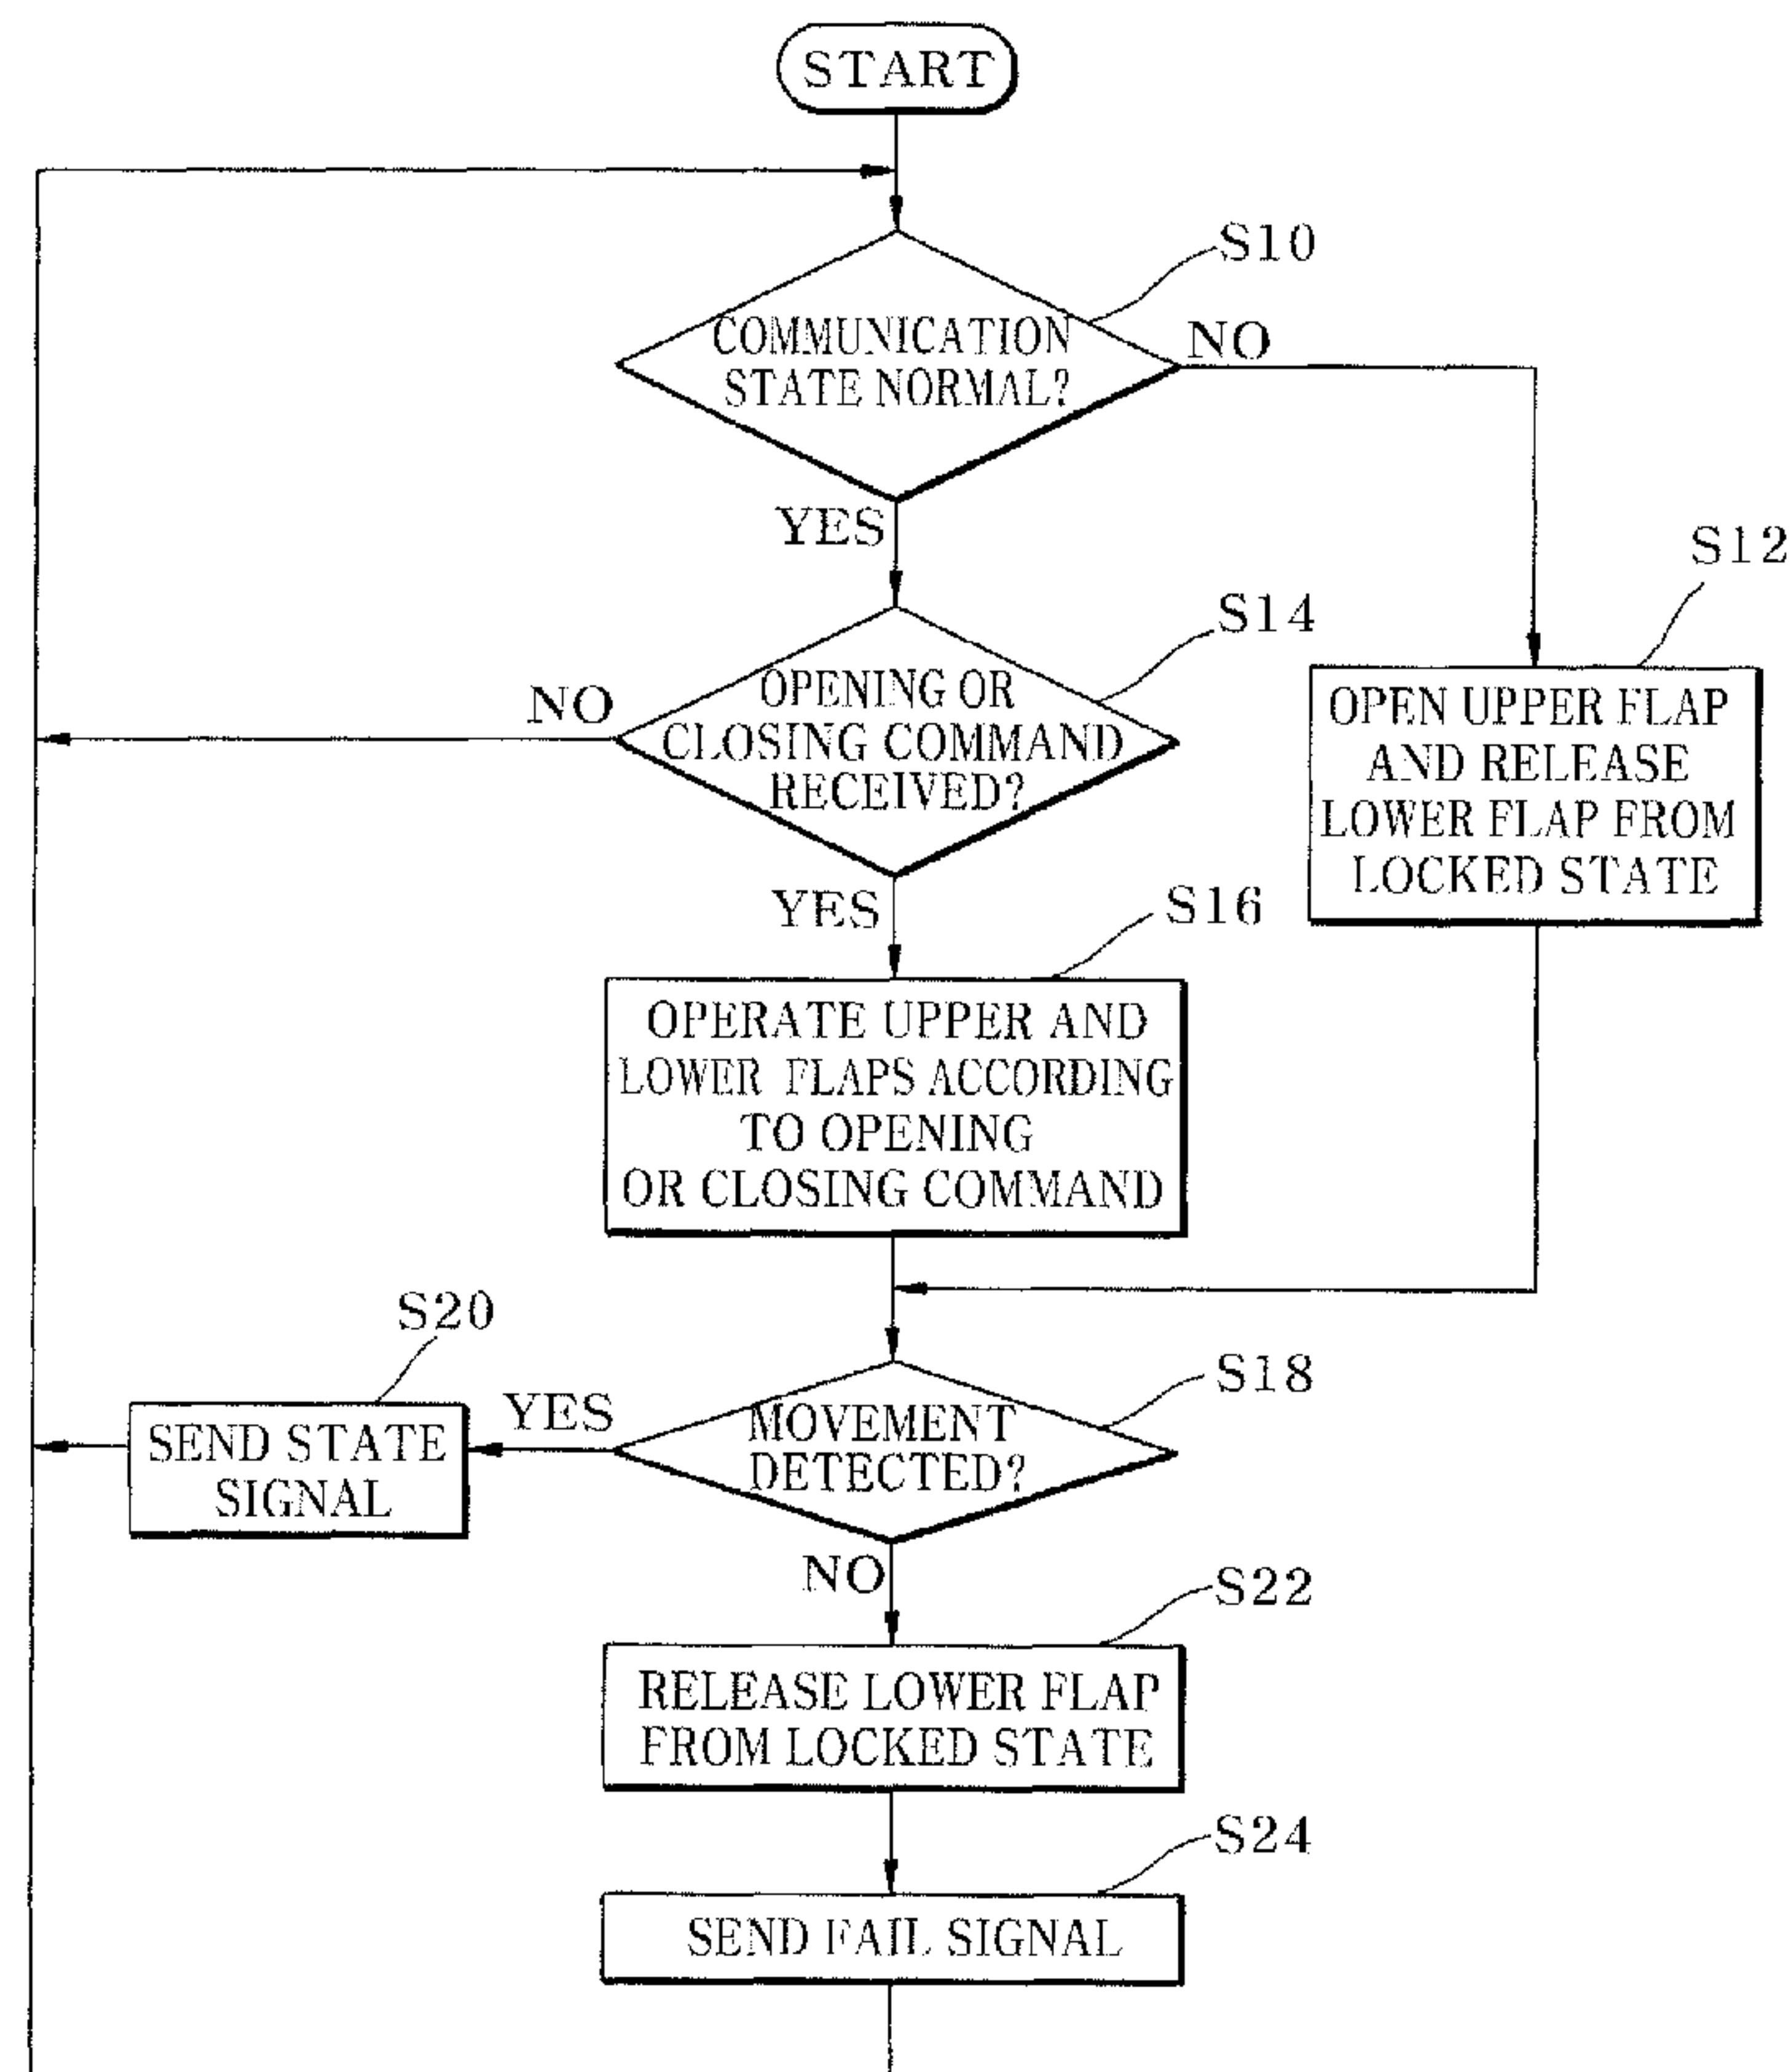 START
S10
COMMUNICATION
STATE NORMAL?
NO
YES
S12
OPEN UPPER FLAP
AND RELEASE
LOWER FLAP FROM
LOCKED STATE
S14
OPENING OR
CLOSING COMMAND
RECEIVED?
NO
YES
S16
OPERATE UPPER AND
LOWER FLAPS ACCORDING
TO OPENING
OR CLOSING COMMAND
S18
MOVEMENT
DETECTED?
YES
S20
SEND STATE
SIGNAL
NO
S22
RELEASE LOWER FLAP
FROM LOCKED STATE
S24
SEND FAIL SIGNAL